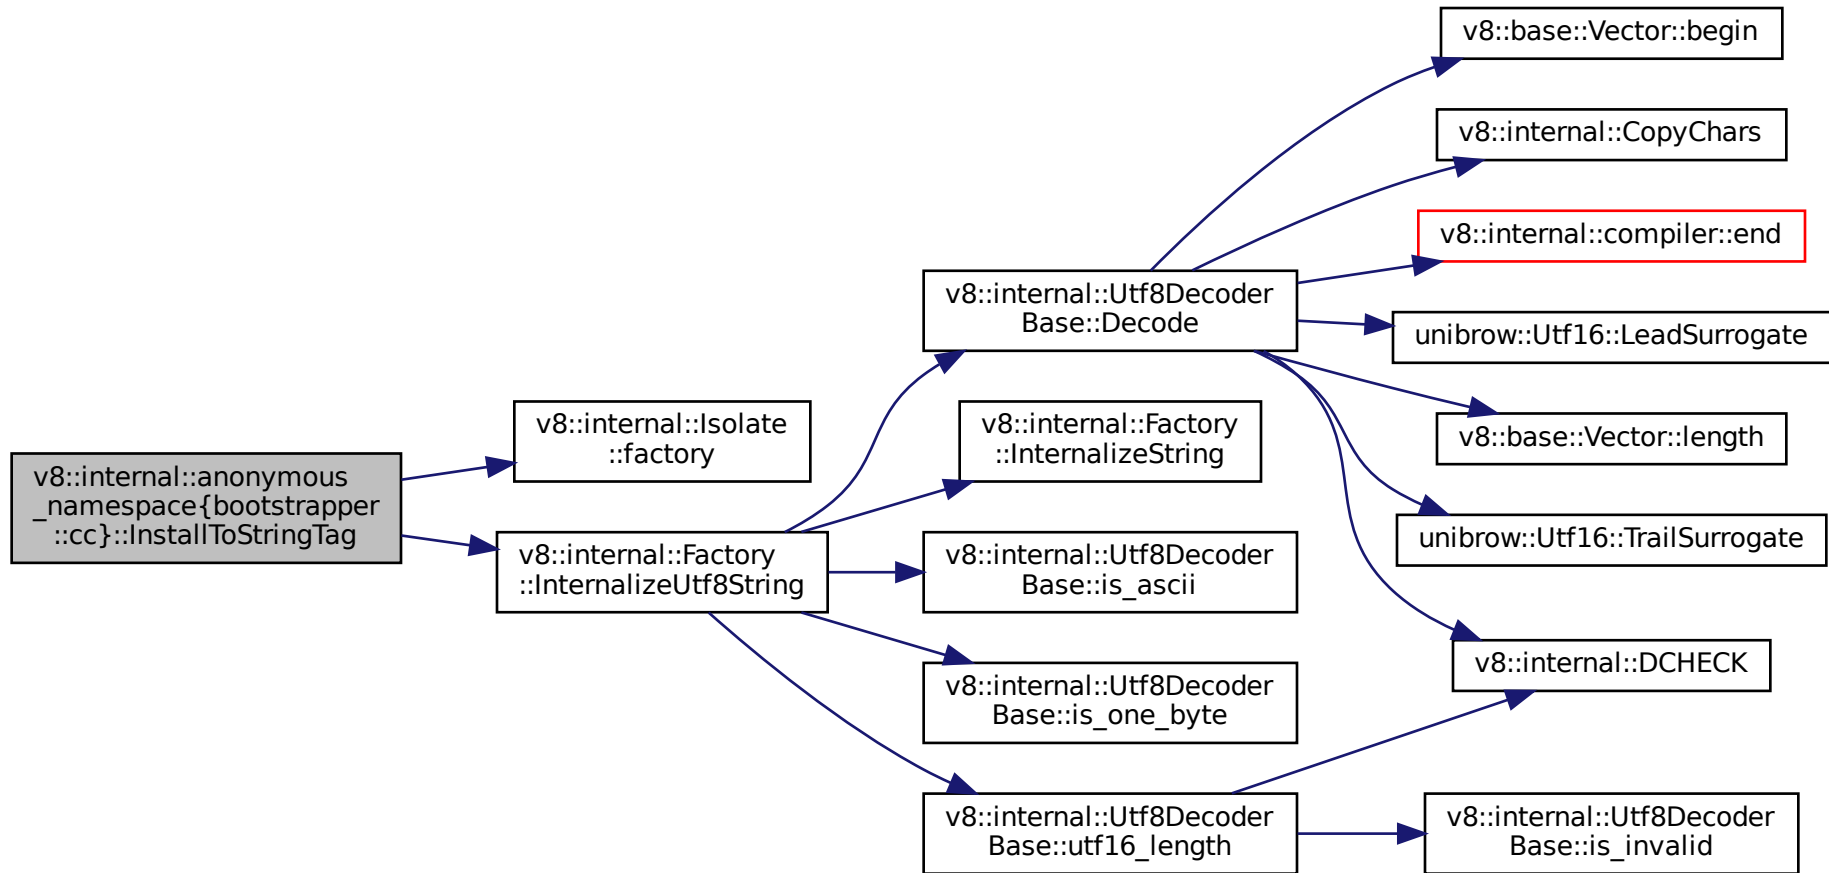 v8::internal::anonymous
_namespace{bootstrapper
::cc}::InstallToStringTag
v8::internal::Isolate
::factory
v8::internal::Factory
::InternalizeUtf8String
v8::internal::Utf8Decoder
Base::Decode
v8::internal::Factory
::InternalizeString
v8::internal::Utf8Decoder
Base::is_ascii
v8::internal::Utf8Decoder
Base::is_one_byte
v8::internal::Utf8Decoder
Base::utf16_length
v8::base::Vector::begin
v8::internal::CopyChars
v8::internal::compiler::end
unibrow::Utf16::LeadSurrogate
v8::base::Vector::length
unibrow::Utf16::TrailSurrogate
v8::internal::DCHECK
v8::internal::Utf8Decoder
Base::is_invalid